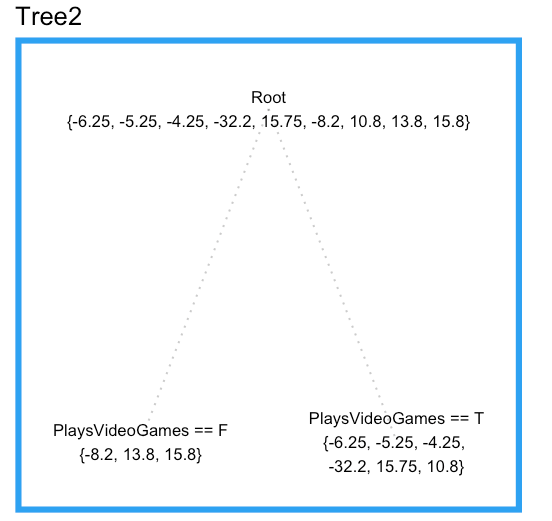 Tree2
Root
{-6.25, -5.25, -4.25, -32.2, 15.75, -8.2, 10.8, 13.8, 15.8}
PlaysVideoGames == F
{-8.2, 13.8, 15.8}
PlaysVideoGames == T
{-6.25, -5.25, -4.25,
-32.2, 15.75, 10.8}